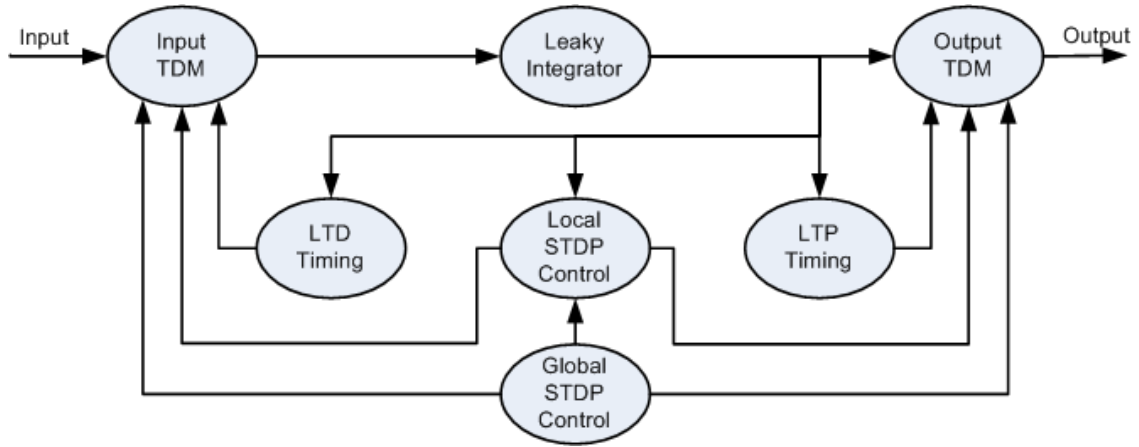 Input
Input
TDM
Leaky
Integrator
Output
TDM
Output
LTD
Timing
Local
STDP
Control
LTP
Timing
Global
STDP
Control